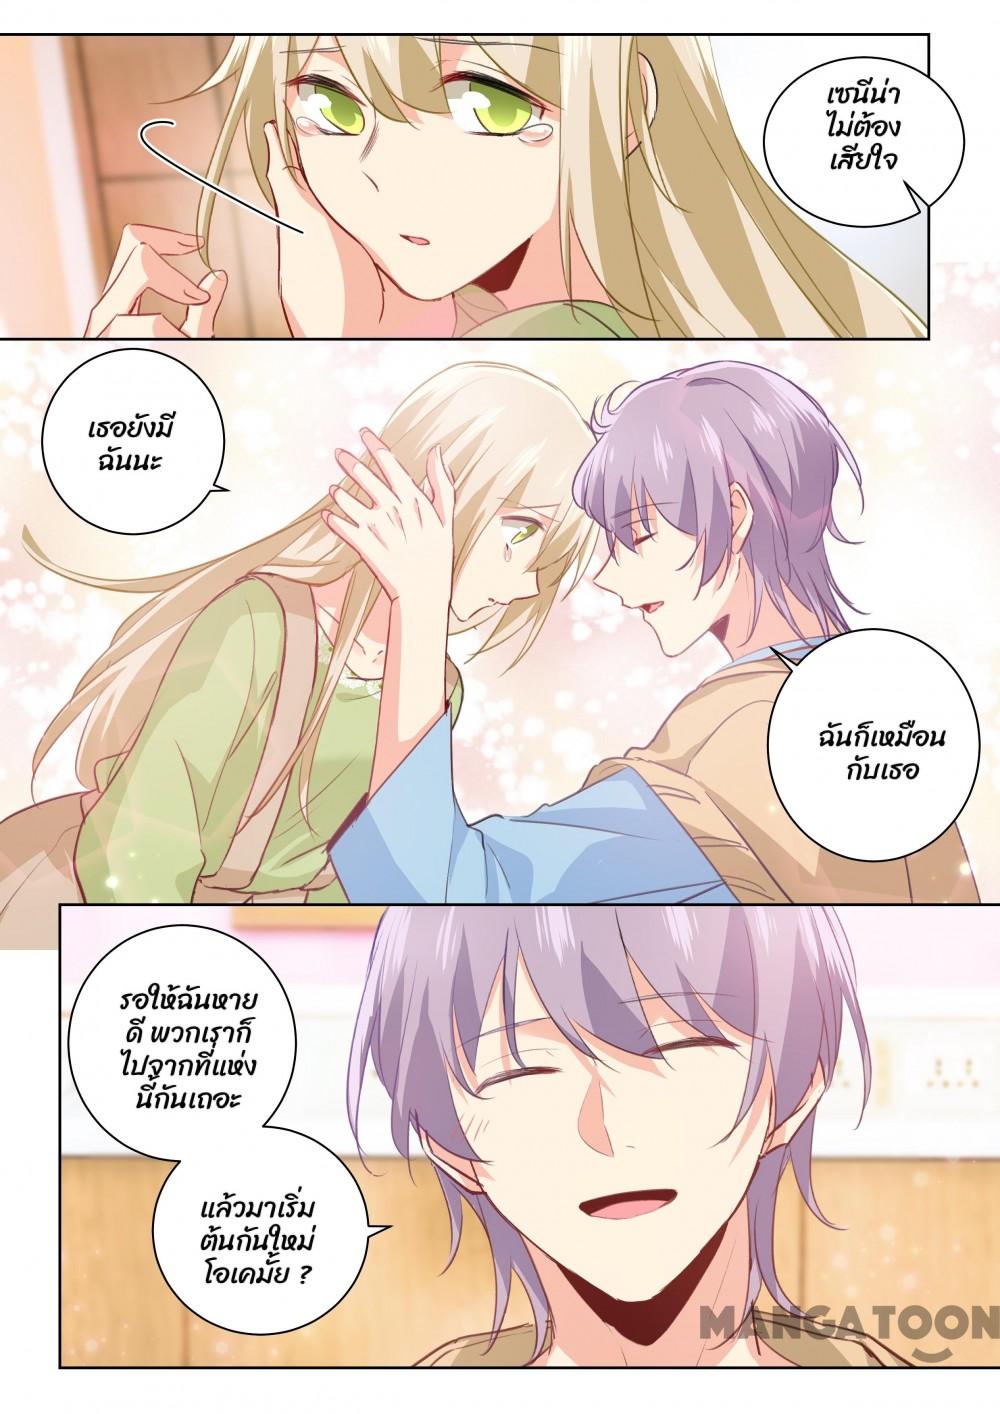 เซนีน่า
ไม่ต้อง
เสียใจ
เธอยังมี
ฉันนะ
ฉันก็เหมือน
กับเธอ
รอให้ฉันหาย
ดี พวกเราก็
ไปจากที่แห่ง
นี้กันเถอะ
แล้วมาเริ่ม
ต้นกันใหม่
โอเคมั้ย ?
MANGATOON